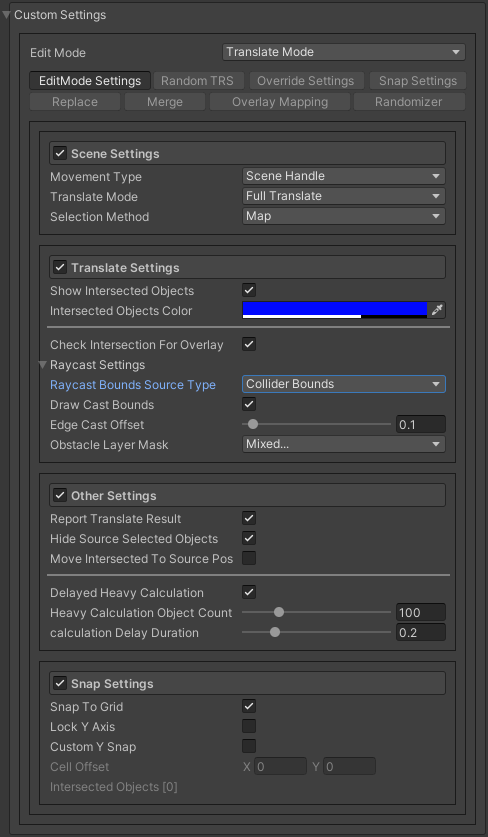 Custom Settings
Edit Mode Translate Mode
EditMode Settings Random TRS Override Settings Snap Settings
Replace Merge Overlay Mapping Randomizer
Scene Settings
Movement Type Scene Handle
Translate Mode Full Translate
Selection Method Map
Translate Settings
Show Intersected Objects
Intersected Objects Color
Check Intersection For Overlay
Raycast Settings
Raycast Bounds Source Type Collider Bounds
Draw Cast Bounds
Edge Cast Offset 0.1
Obstacle Layer Mask Mixed...
Other Settings
Report Translate Result
Hide Source Selected Objects
Move Intersected To Source Pos
Delayed Heavy Calculation
Heavy Calculation Object Count 100
calculation Delay Duration 0.2
Snap Settings
Snap To Grid
Lock Y Axis
Custom Y Snap
Cell Offset X 0 Y 0
Intersected Objects [0]